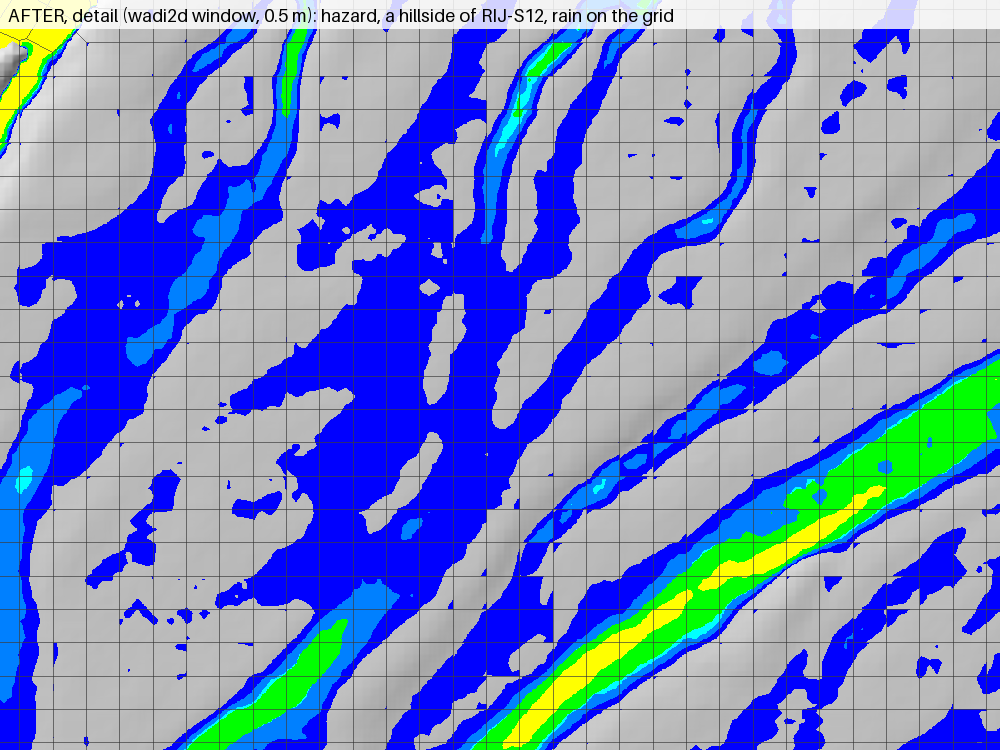 AFTER, detail (wadi2d window, 0.5 m): hazard, a hillside of RIJ-S12, rain on the grid